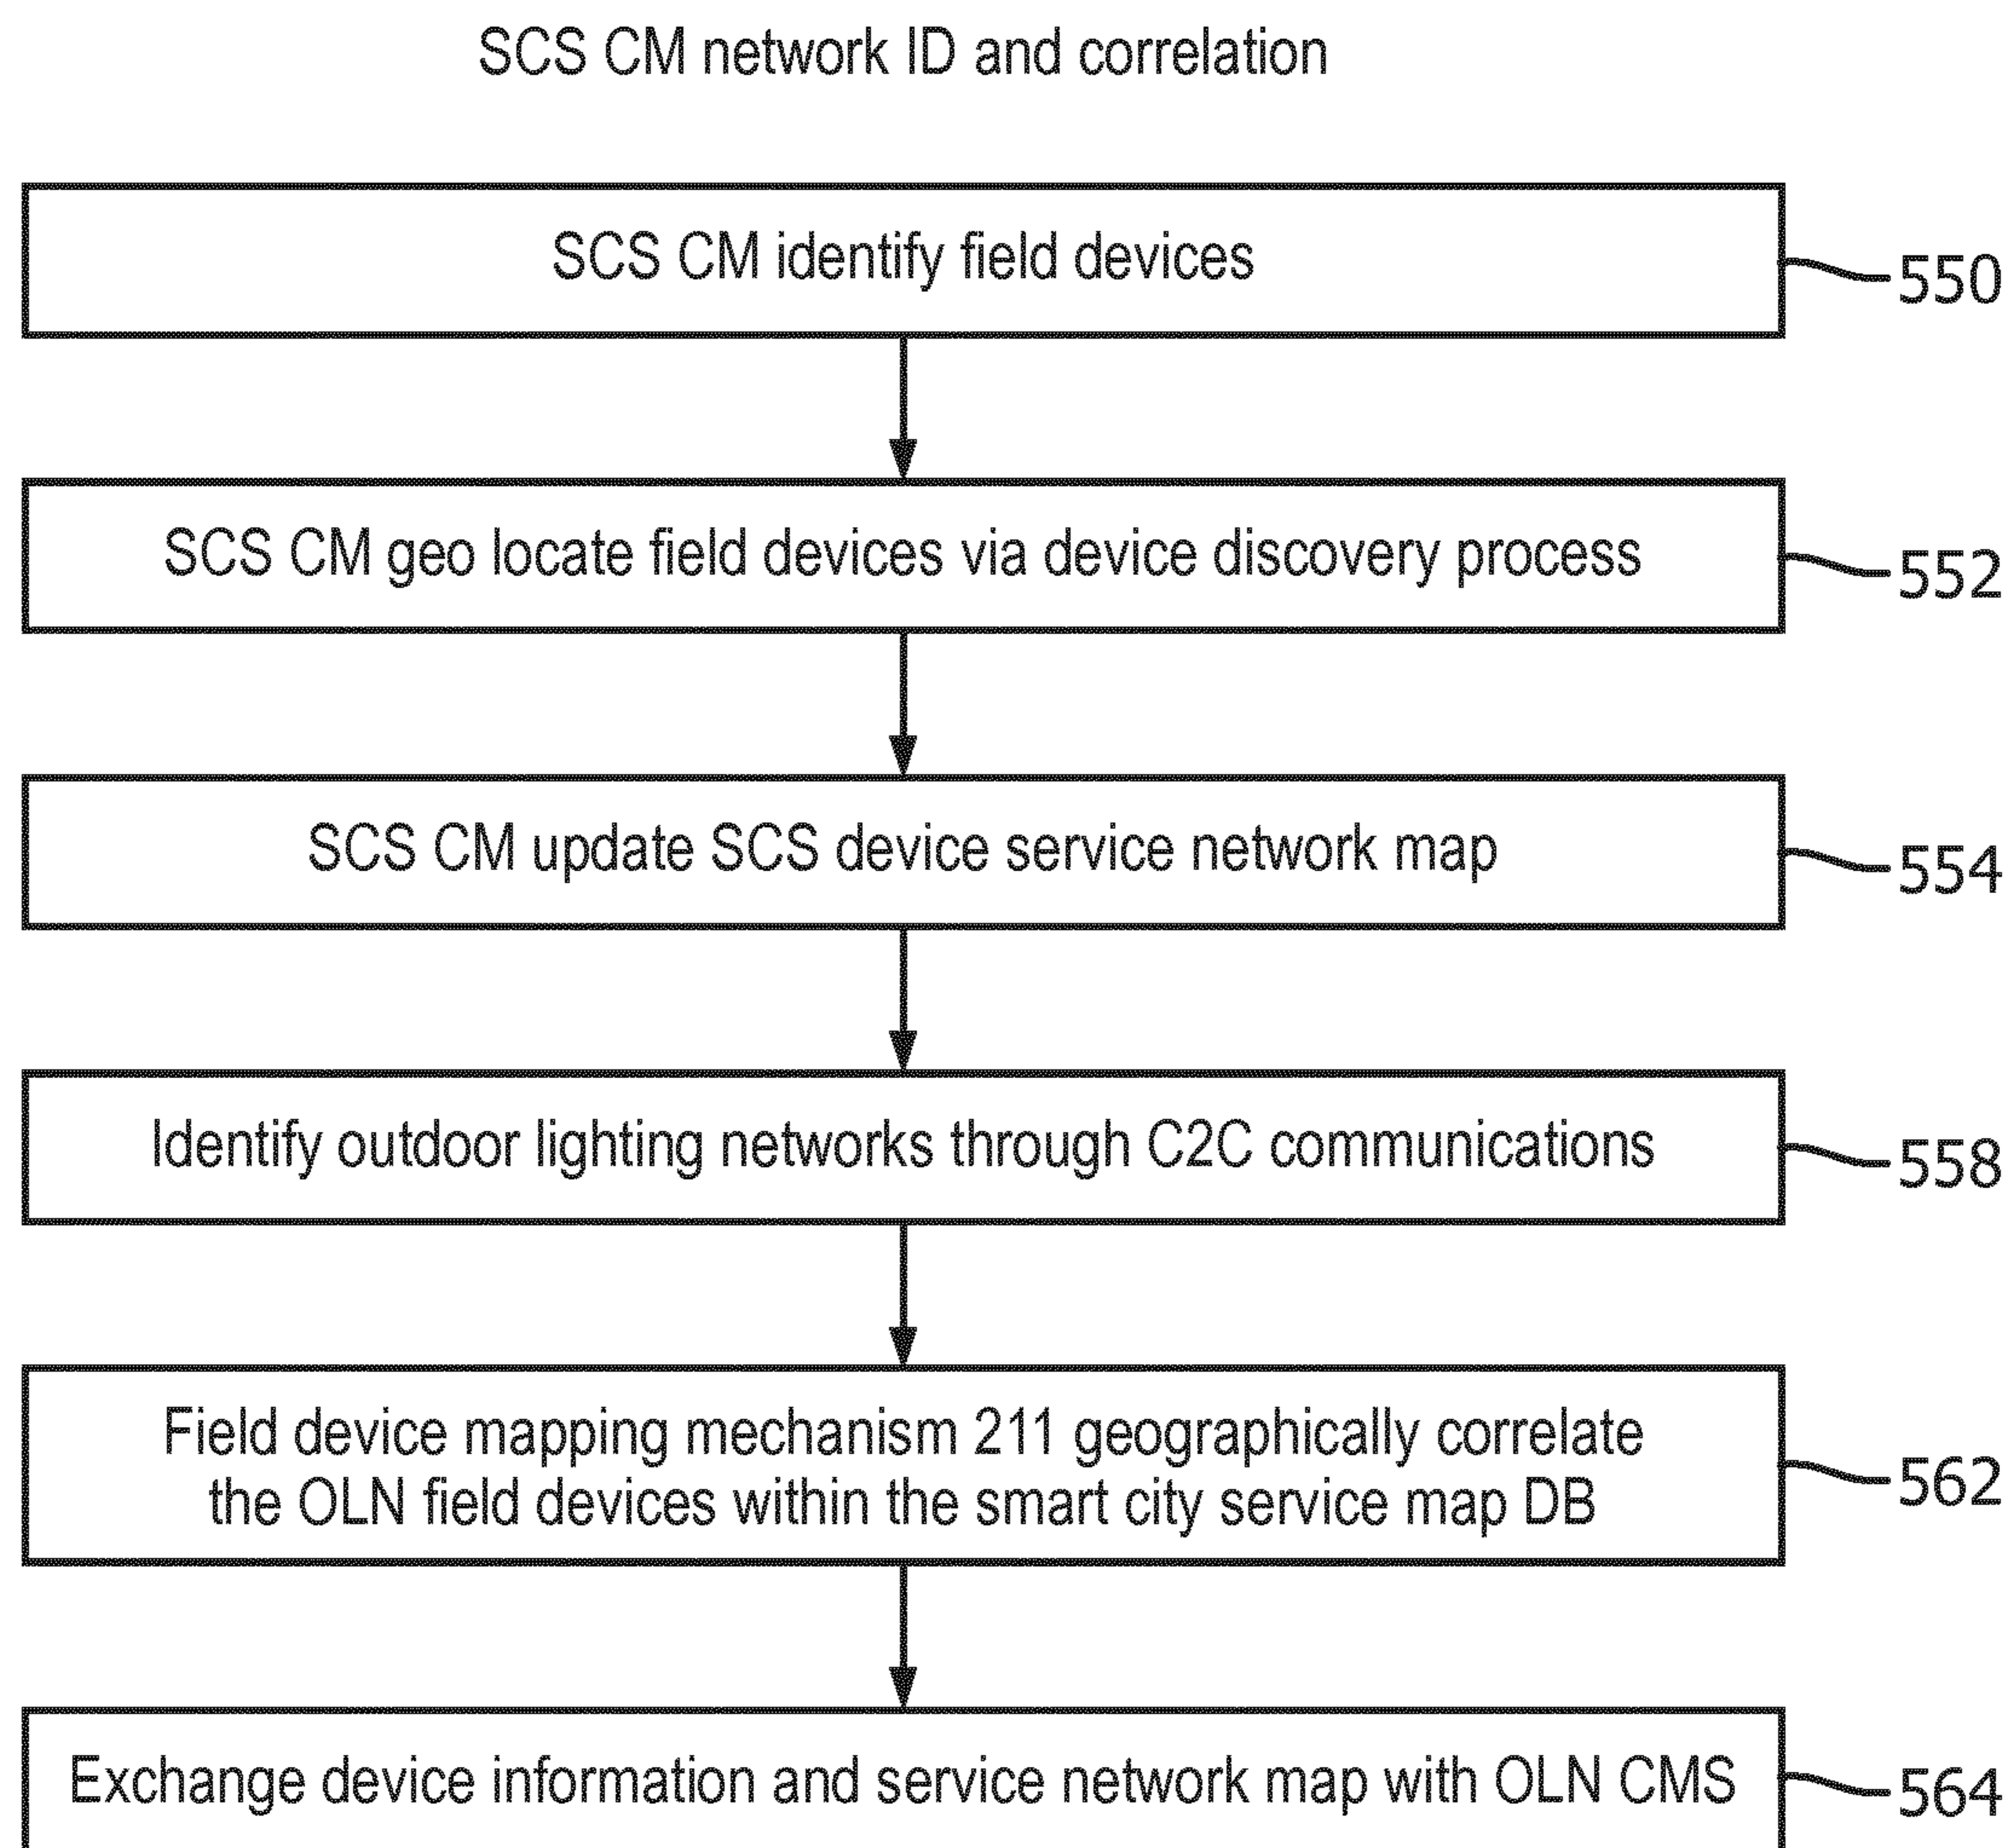 SCS CM network ID and correlation
SCS CM identify field devices
550
SCS CM geo locate field devices via device discovery process
552
SCS CM update SCS device service network map
554
Identify outdoor lighting networks through C2C communications
558
Field device mapping mechanism 211 geographically correlate
the OLN field devices within the smart city service map DB
562
Exchange device information and service network map with OLN CMS
564